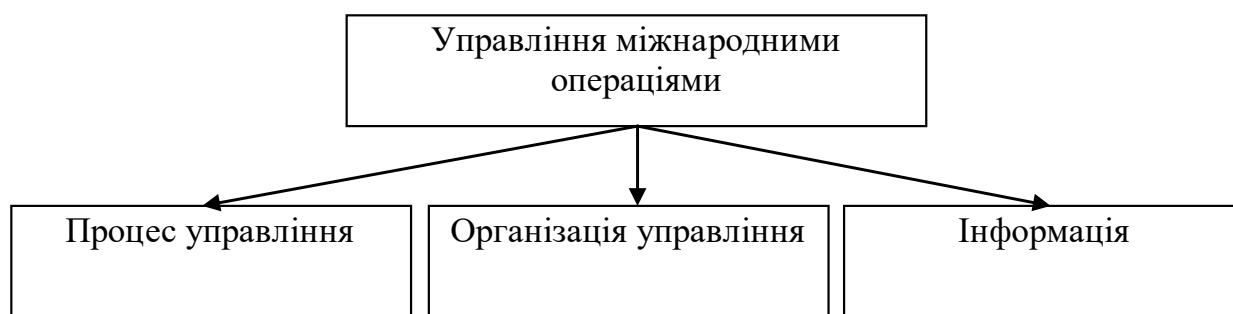 Управління міжнародними
операціями
Процес управління
Організація управління
Інформація